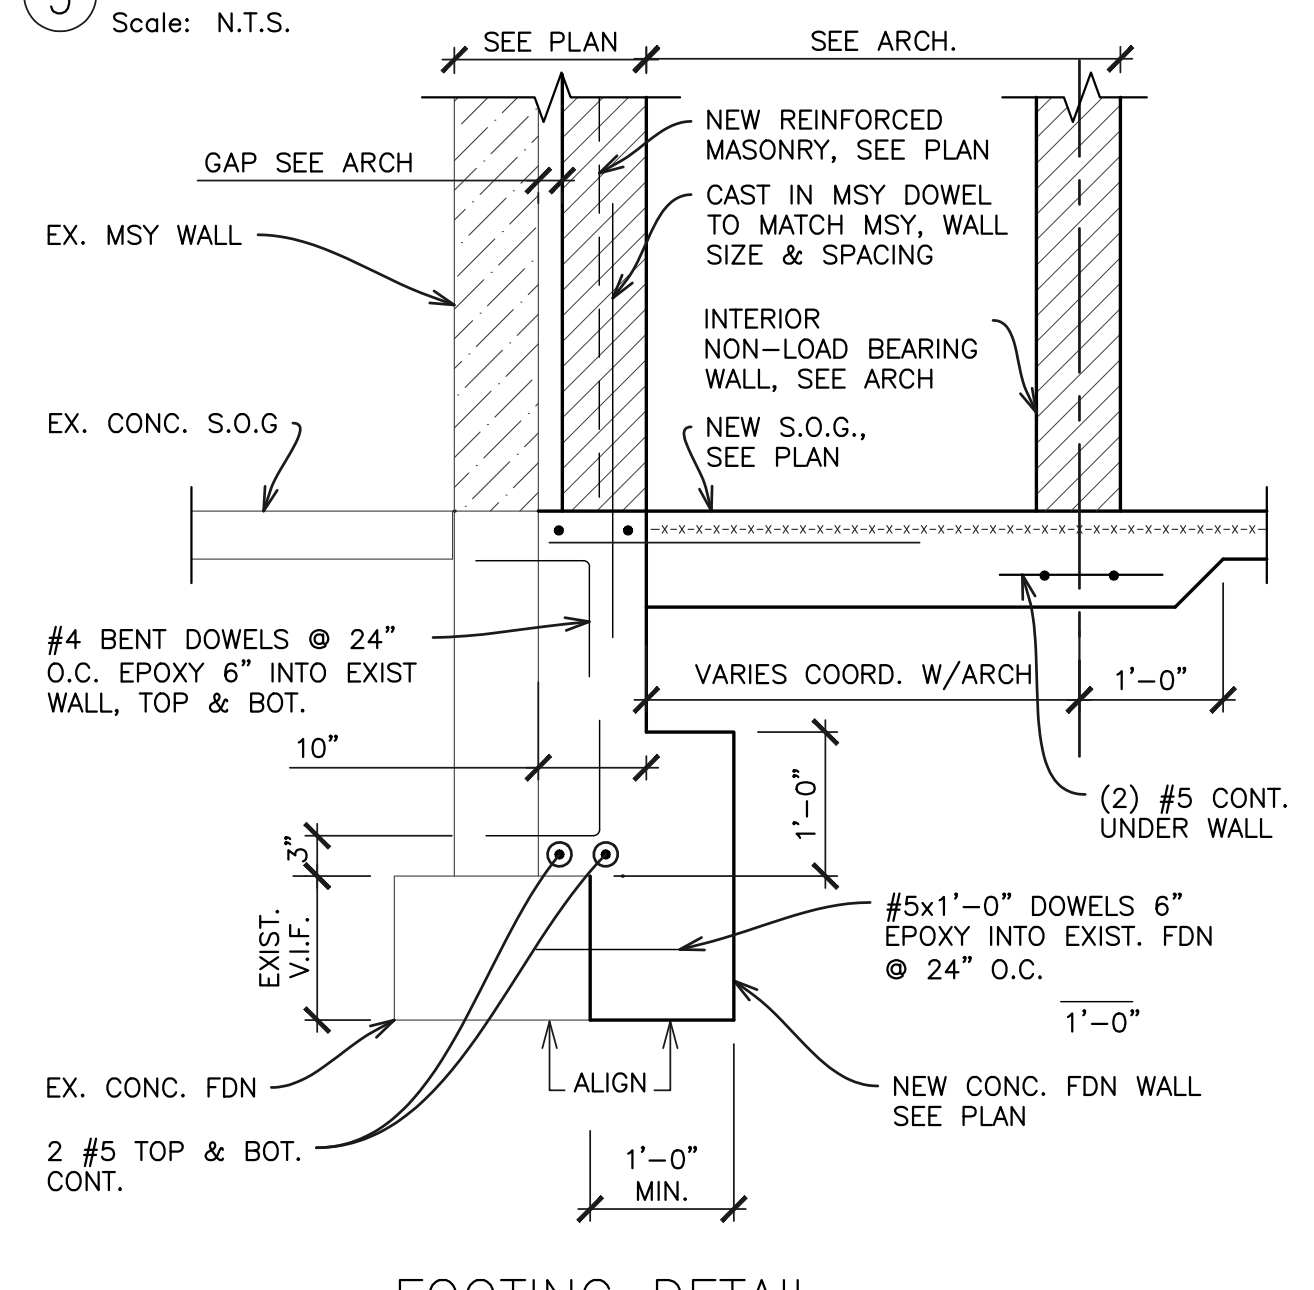 Scale: N.T.S.
SEE PLAN
SEE ARCH.
NEW REINFORCED
MASONRY, SEE PLAN
GAP SEE ARCH
CAST IN MSY DOWEL
TO MATCH MSY, WALL
SIZE & SPACING
EX. MSY WALL
INTERIOR
NON-LOAD BEARING
WALL, SEE ARCH
EX. CONC. S.O.G
NEW S.O.G.,
SEE PLAN
-x-x-x-x-x-x-x-x-x-x-x-x-x-x-x-x-x-x-x-x-x-x-x-x-x-x-x-x-x-x-x-x-
#4 BENT DOWELS @ 24"
O.C. EPOXY 6" INTO EXIST
WALL, TOP & BOT.
VARIES COORD. W/ARCH
1'-0"
10"
1'-0"
(2) #5 CONT.
UNDER WALL
3"
EXIST.
V.I.F.
#5x1'-0" DOWELS 6"
EPOXY INTO EXIST. FDN
@ 24" O.C.
1'-0"
ALIGN
EX. CONC. FDN
NEW CONC. FDN WALL
SEE PLAN
2 #5 TOP & BOT.
CONT.
1'-0"
MIN.
FOOTING DETAIL